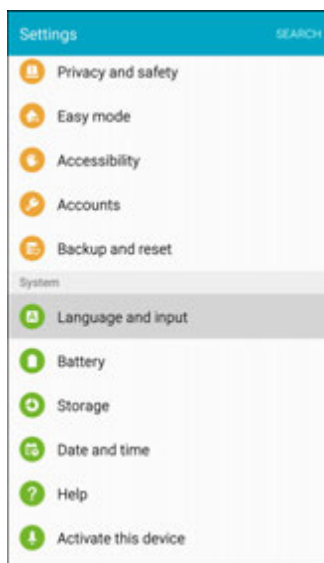 Settings
SEARCH
Privacy and safety
Easy mode
Accessibility
Accounts
Backup and reset
System
Language and input
Battery
Storage
Date and time
Help
Activate this device